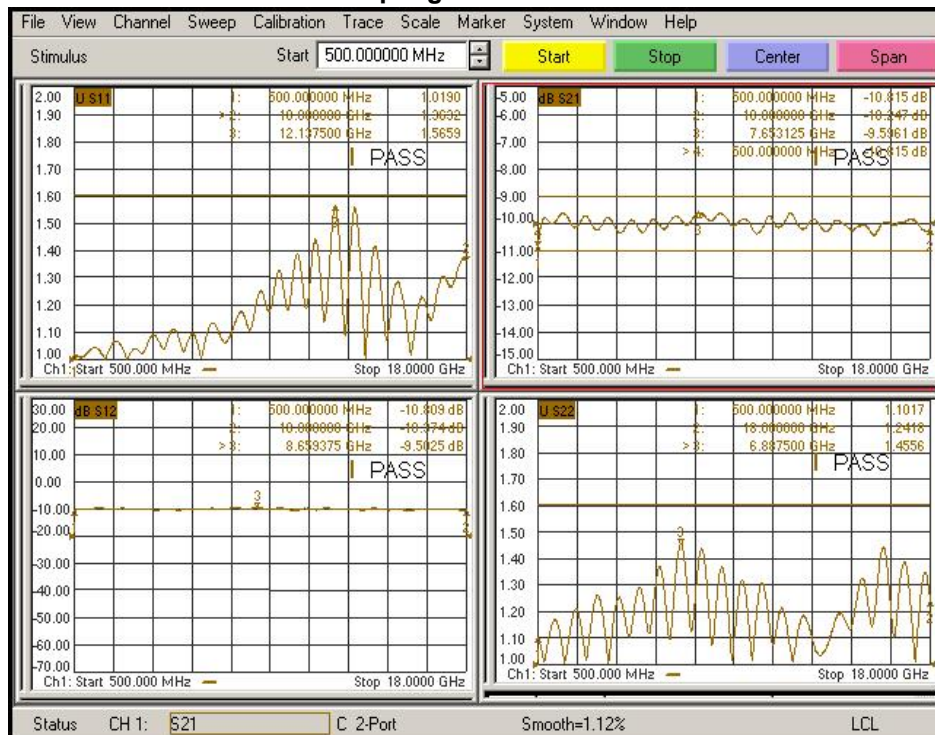 File View Channel Sweep Calibration Trace Scale Marker System Window Help
Stimulus Start 500.000000 MHz Start Stop Center Span
2.00 U S11 1: 500.000000 MHz 1.0190
1.90 > 2: GHz
3: 12.137500 GHz 1.5659
1.80
PASS
1.70
1.60
1.50
1.40
1.30
1.20
1.10
1.00
Ch1: Start 500.000 MHz Stop 18.0000 GHz
-5.00 dB S21 1: 500.000000 MHz -10.815 dB
-6.00 2: GHz dB
3: 7.653125 GHz -9.5961 dB
-7.00 > 4: 500.000000 MHz -10.815 dB
PASS
-8.00
-9.00
-10.00
3
-11.00
-12.00
-13.00
-14.00
-15.00
Ch1: Start 500.000 MHz Stop 18.0000 GHz
30.00 dB S12 1: 500.000000 MHz -10.809 dB
20.00 2: GHz dB
> 3: 8.659375 GHz -9.5025 dB
10.00
PASS
0.00
3
-10.00
-20.00
-30.00
-40.00
-50.00
-60.00
-70.00
Ch1: Start 500.000 MHz Stop 18.0000 GHz
2.00 U S22 1: 500.000000 MHz 1.1017
1.90 2: 18.000000 GHz 1.2418
> 3: 6.887500 GHz 1.4556
1.80
PASS
1.70
1.60
1.50
3
1.40
1.30
1.20
1.10
1.00
Ch1: Start 500.000 MHz Stop 18.0000 GHz
Status CH 1: S21 C 2-Port Smooth=1.12% LCL